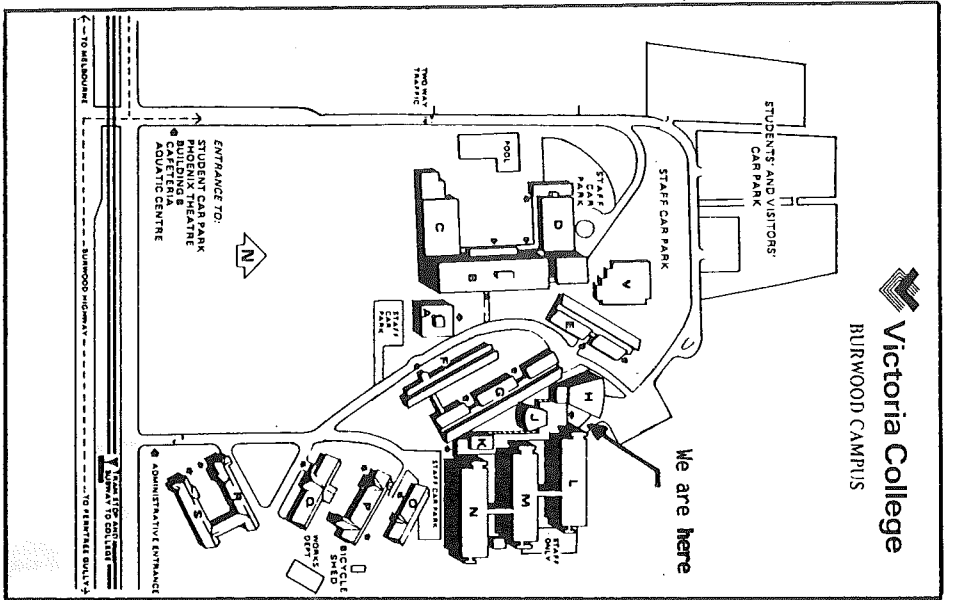 Victoria College
BURWOOD CAMPUS
STUDENTS' AND VISITORS'
CAR PARK
STAFF CAR PARK
STAFF
CAR
PARK
TWO WAY
TRAFFIC
POOL
D
C
B
V
E
A
STAFF
CAR
PARK
F
G
H
J
K
L
M
N
We are here
STAFF
ONLY
STAFF CAR PARK
O
P
Q
R
S
BICYCLE
SHED
WORKS
DEPT
N
ENTRANCE TO:
STUDENT CAR PARK
PHOENIX THEATRE
BUILDING B
CAFETERIA
AQUATIC CENTRE
ADMINISTRATIVE ENTRANCE
TRAM STOP AND
SUBWAY TO COLLEGE
TO MELBOURNE
BURWOOD HIGHWAY
TO FERNTREE GULLY